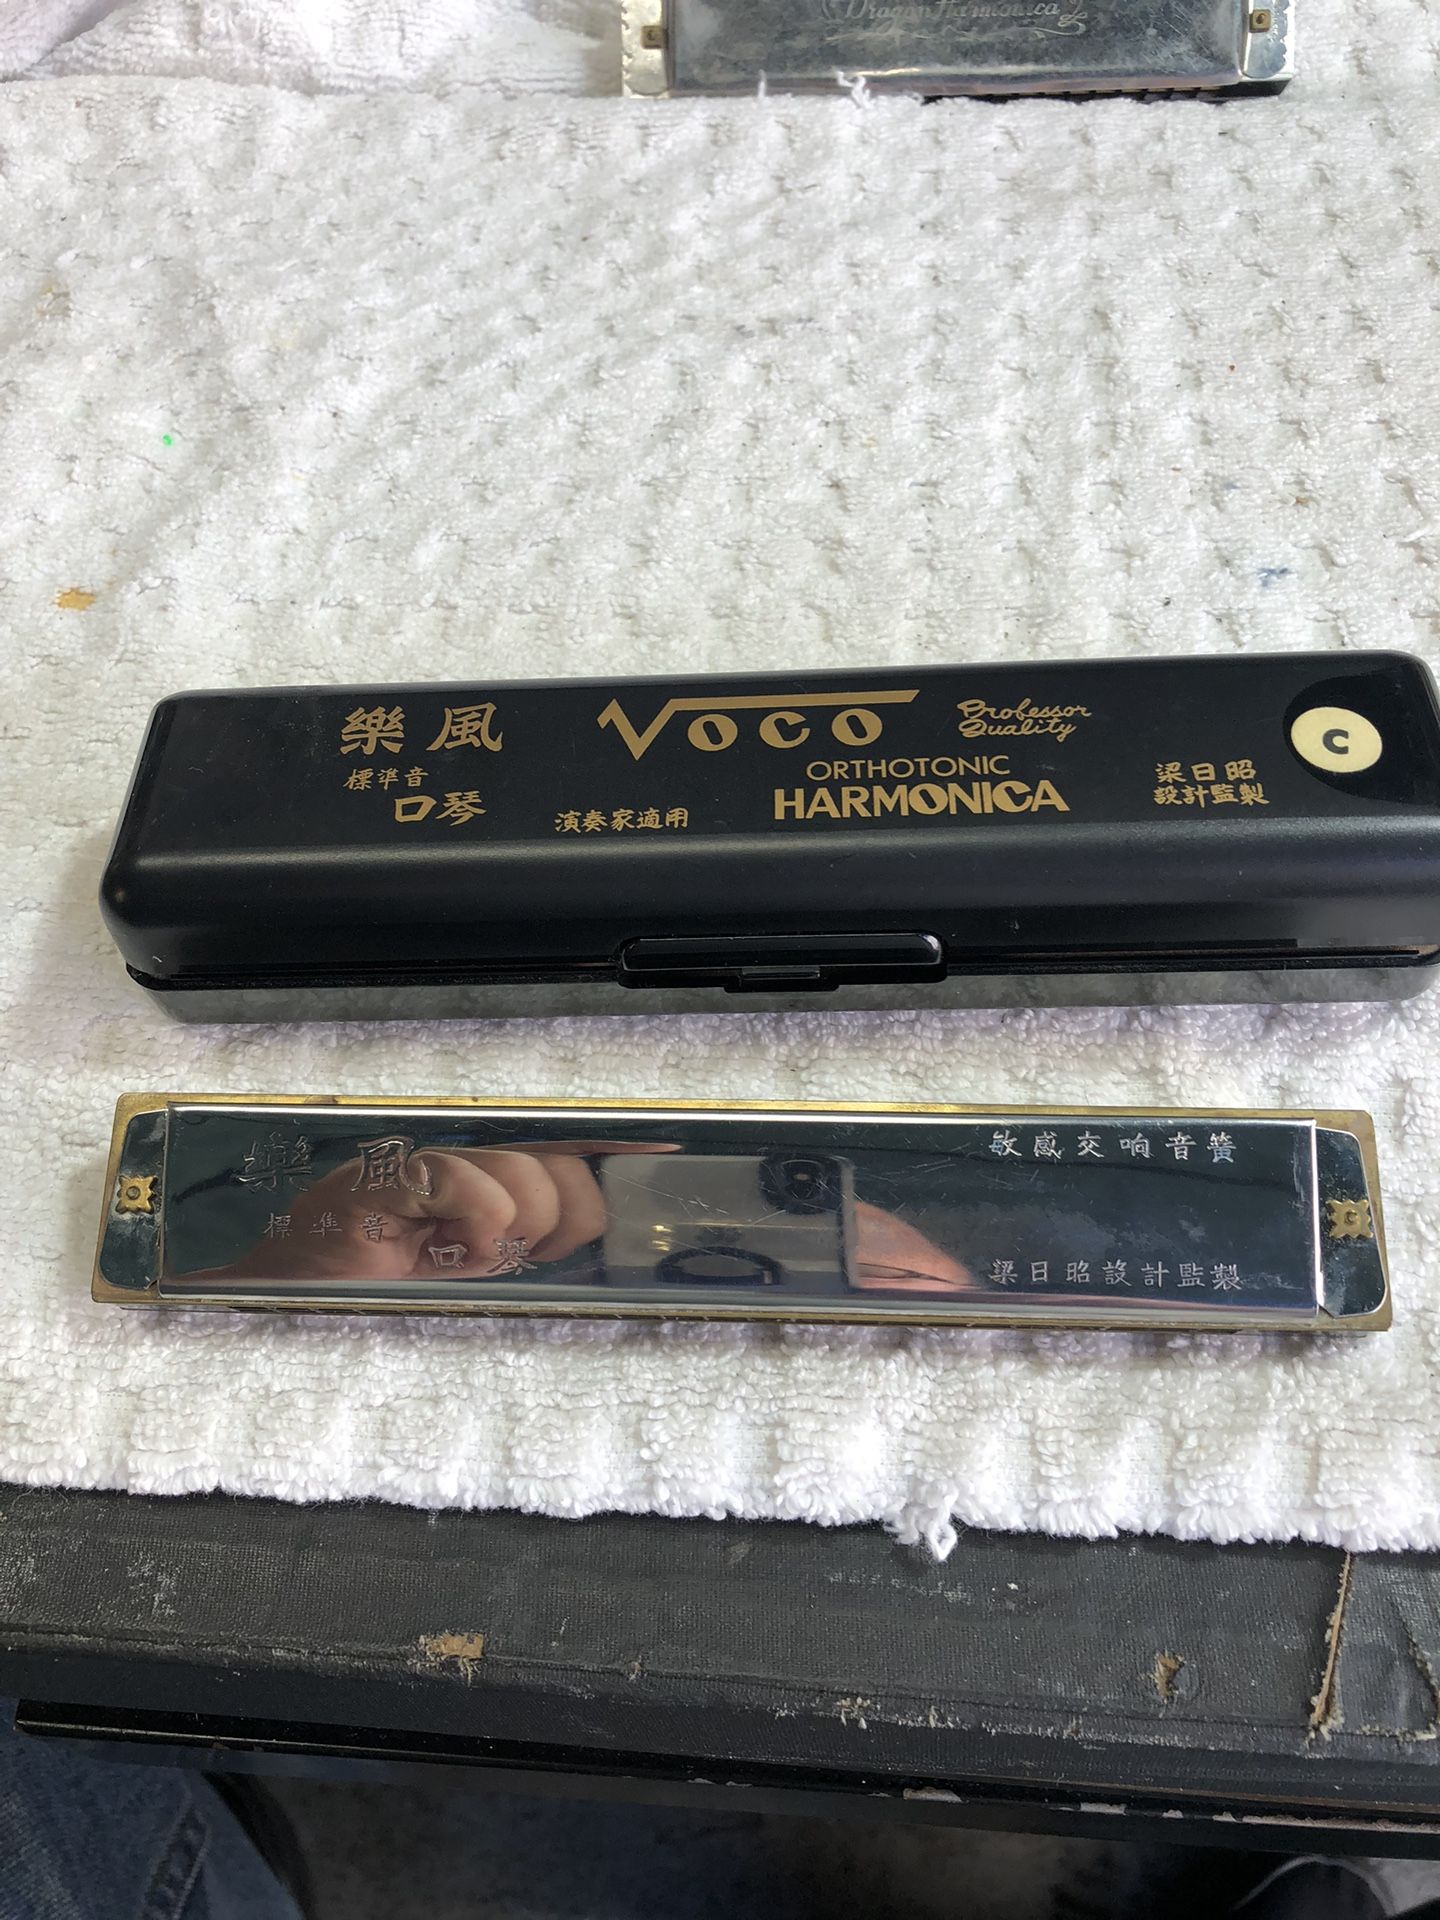 Dragon Harmonica
樂風
VOCO
Professor
Quality
C
標準音
口琴
演奏家適用
ORTHOTONIC
HARMONICA
梁日昭
設計監製
樂風
標準音
口琴
敏感交响音簧
梁日昭設計監製